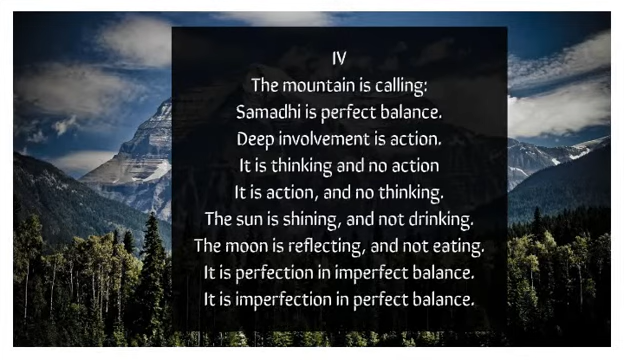 IV
The mountain is calling:
Samadhi is perfect balance.
Deep involvement is action.
It is thinking and no action
It is action, and no thinking.
The sun is shining, and not drinking.
The moon is reflecting, and not eating.
It is perfection in imperfect balance.
It is imperfection in perfect balance.